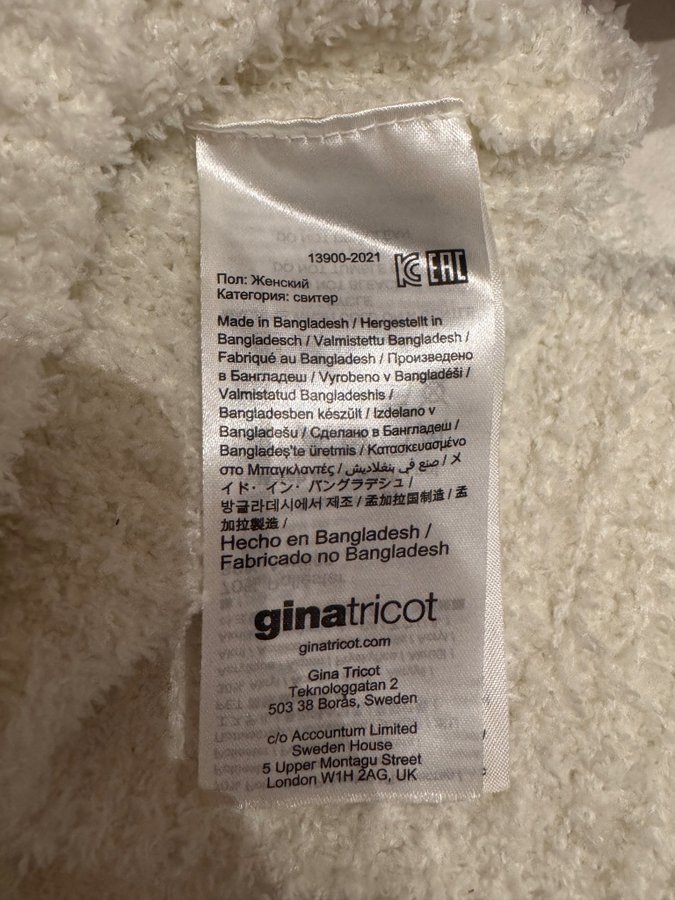 13900-2021
EAC
Пол: Женский
Категория: свитер
Made in Bangladesh / Hergestellt in
Bangladesch / Valmistettu Bangladesh /
Fabriqué au Bangladesh / Произведено
в Бангладеш / Vyrobeno v Bangladéši /
Valmistatud Bangladeshis /
Bangladesben készült / Izdelano v
Bangladešu / Сделано в Бангладеш /
Bangladeş'te üretmis / Κατασκευασμένο
στο Μπαγκλαντές / صنع في بنغلاديش / メ
イド・イン・バングラデシュ /
방글라데시에서 제조 / 孟加拉国制造 / 孟
加拉製造 /
Hecho en Bangladesh /
Fabricado no Bangladesh
ginatricot
ginatricot.com
Gina Tricot
Teknologgatan 2
503 38 Borås, Sweden
c/o Accountum Limited
Sweden House
5 Upper Montagu Street
London W1H 2AG, UK